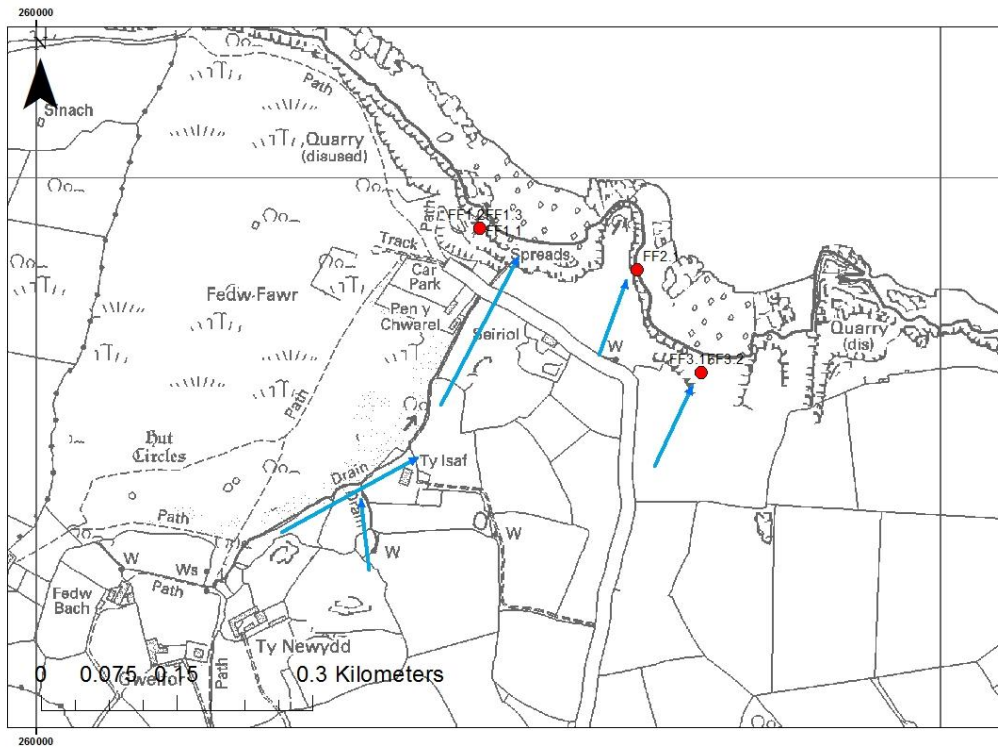 260000
N
Sinach
Path
Quarry
(disused)
Path
FF1.2FF1.3
FF1.1
Track
Spreads
FF2.1
Car
Park
Fedw-Fawr
Pen y
Chwarel
Seiriol
W
Quarry
(dis)
FF3.1FF3.2
Path
Hut
Circles
Drain
Ty Isaf
Drain
Path
W
W
W
Ws
Path
Fedw
Bach
Ty Newydd
Path
Gwelfor
0 0.075 0.15 0.3 Kilometers
260000